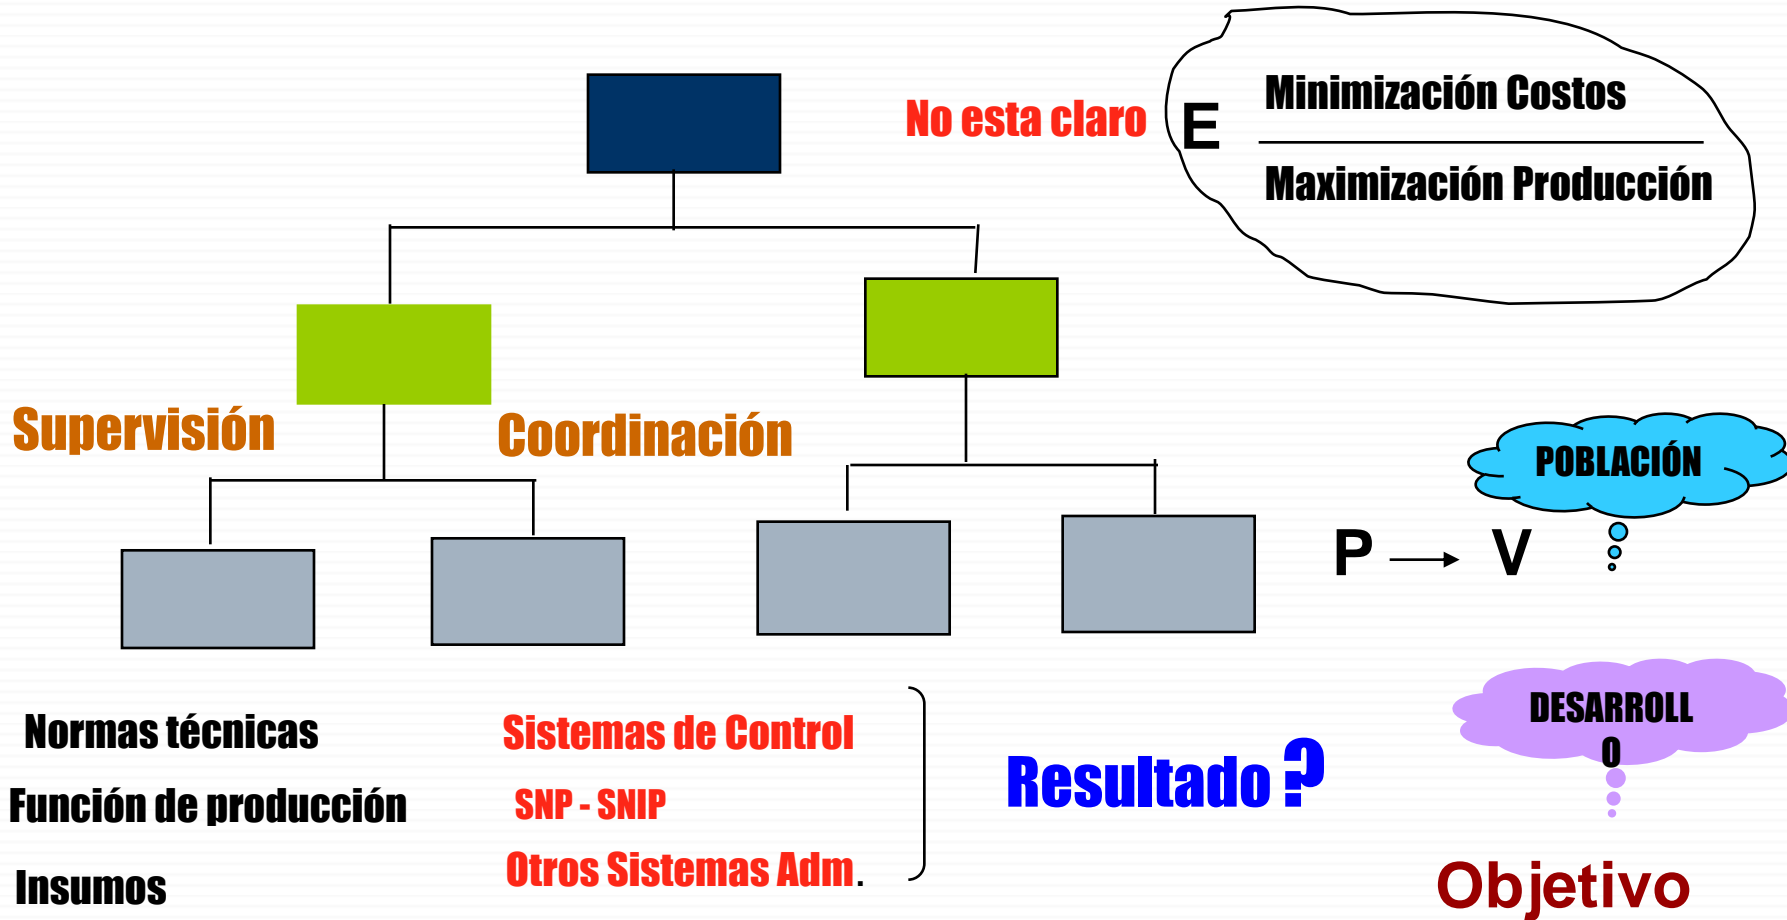 No esta claro
E
Minimización Costos
Maximización Producción
Supervisión
Coordinación
POBLACIÓN
P
V
Normas técnicas
Función de producción
Insumos
Sistemas de Control
SNP - SNIP
Otros Sistemas Adm.
Resultado ?
DESARROLL
O
Objetivo